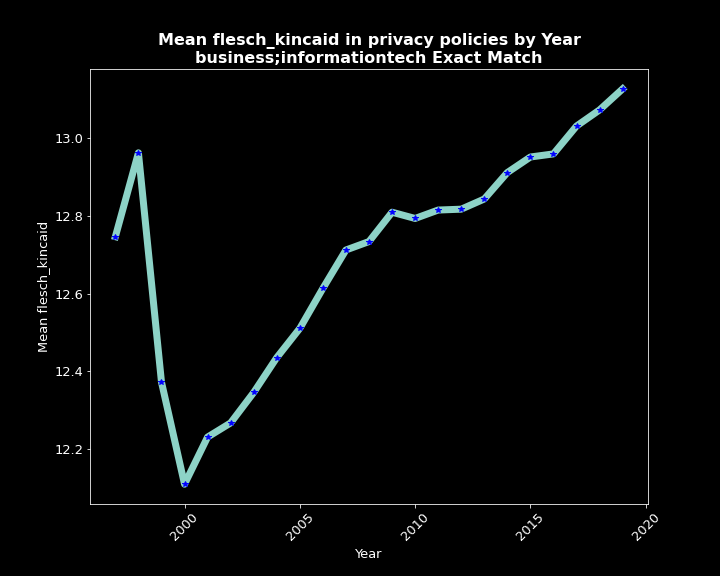 Mean flesch_kincaid in privacy policies by Year
business;informationtech Exact Match
13.0
12.8
12.6
12.4
12.2
Mean flesch_kincaid
2000
2005
2010
2015
2020
Year